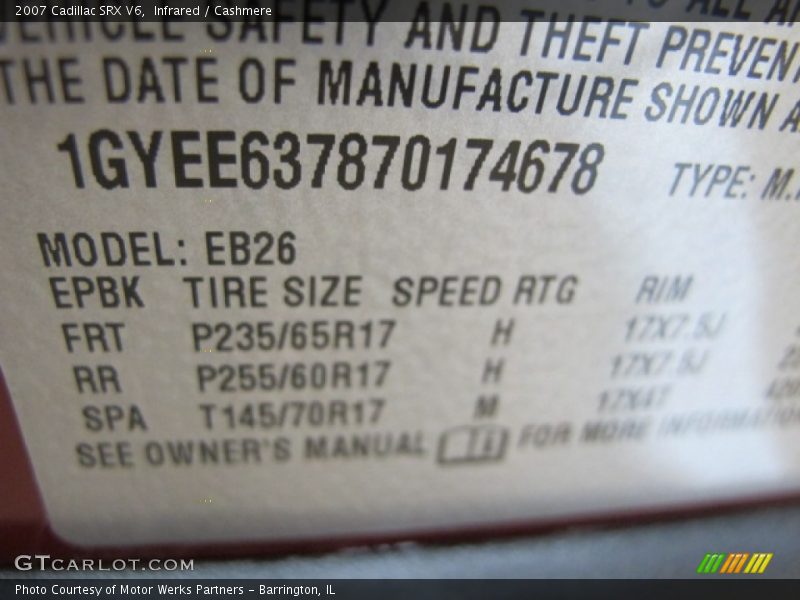 2007 Cadillac SRX V6, Infrared / Cashmere
VEHICLE SAFETY AND THEFT PREVENT
THE DATE OF MANUFACTURE SHOWN A
1GYEE637870174678 TYPE: M.
MODEL: EB26
EPBK TIRE SIZE SPEED RTG RIM
FRT P235/65R17 H 17X7.5J
RR P255/60R17 H 17X7.5J
SPA T145/70R17 M 17X4T
SEE OWNER'S MANUAL FOR MORE INFORMATION
GTCARLOT.COM
Photo Courtesy of Motor Werks Partners - Barrington, IL